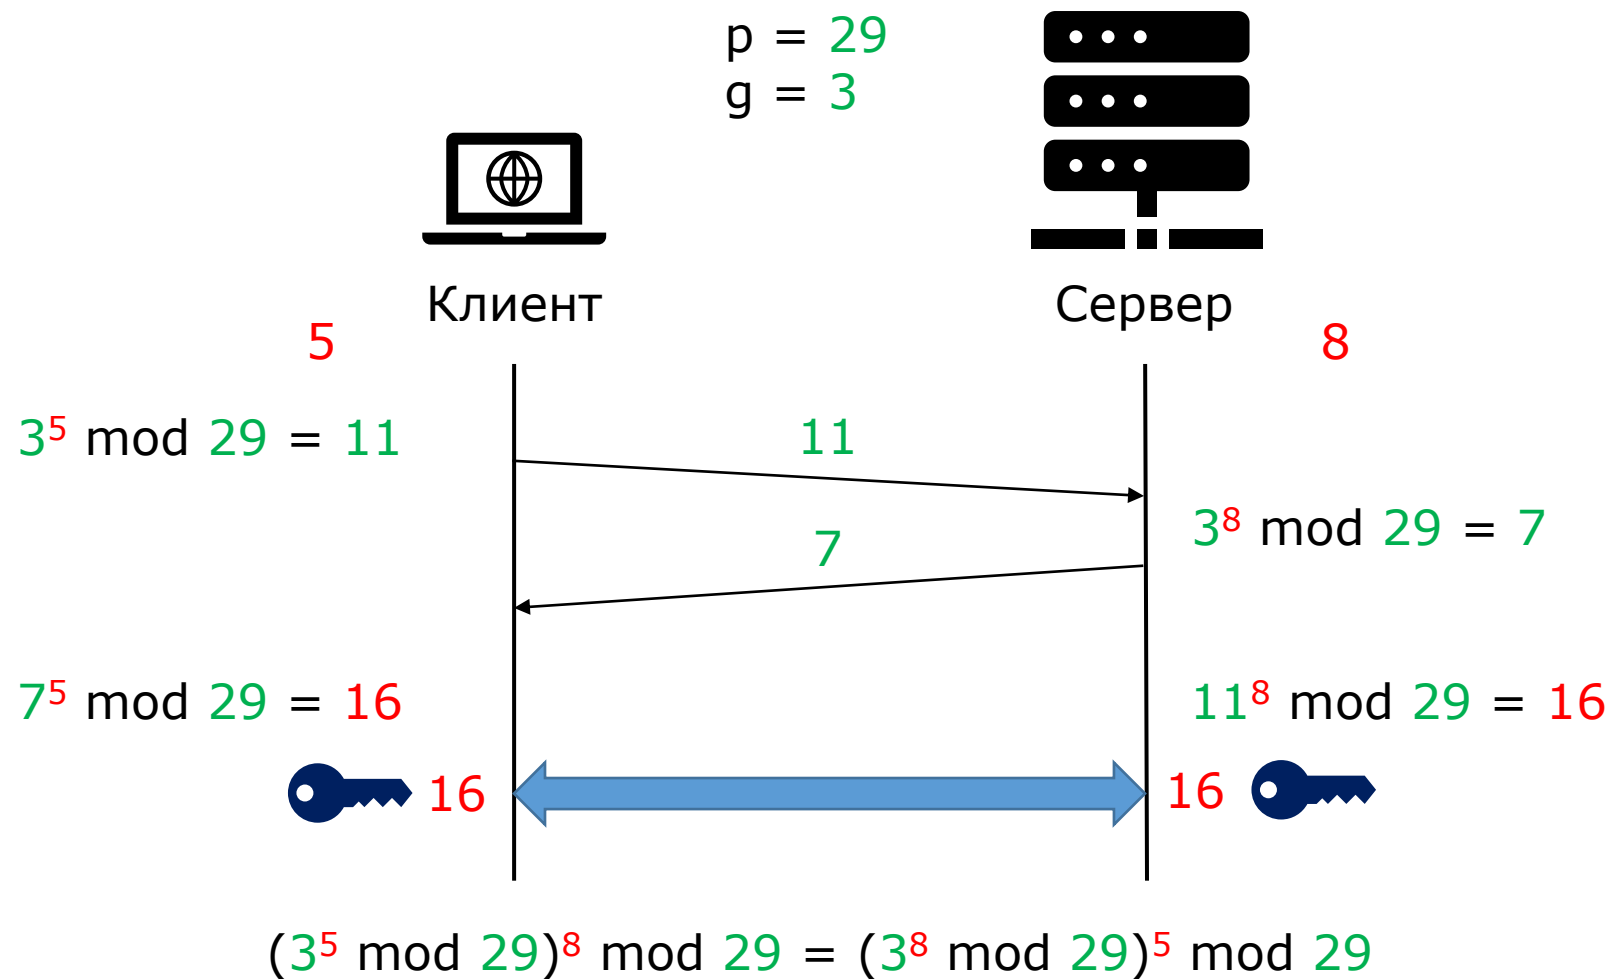 p = 29
g = 3
Клиент
Сервер
5
8
3⁵ mod 29 = 11
11
3⁸ mod 29 = 7
7
7⁵ mod 29 = 16
11⁸ mod 29 = 16
16
16
(3⁵ mod 29)⁸ mod 29 = (3⁸ mod 29)⁵ mod 29